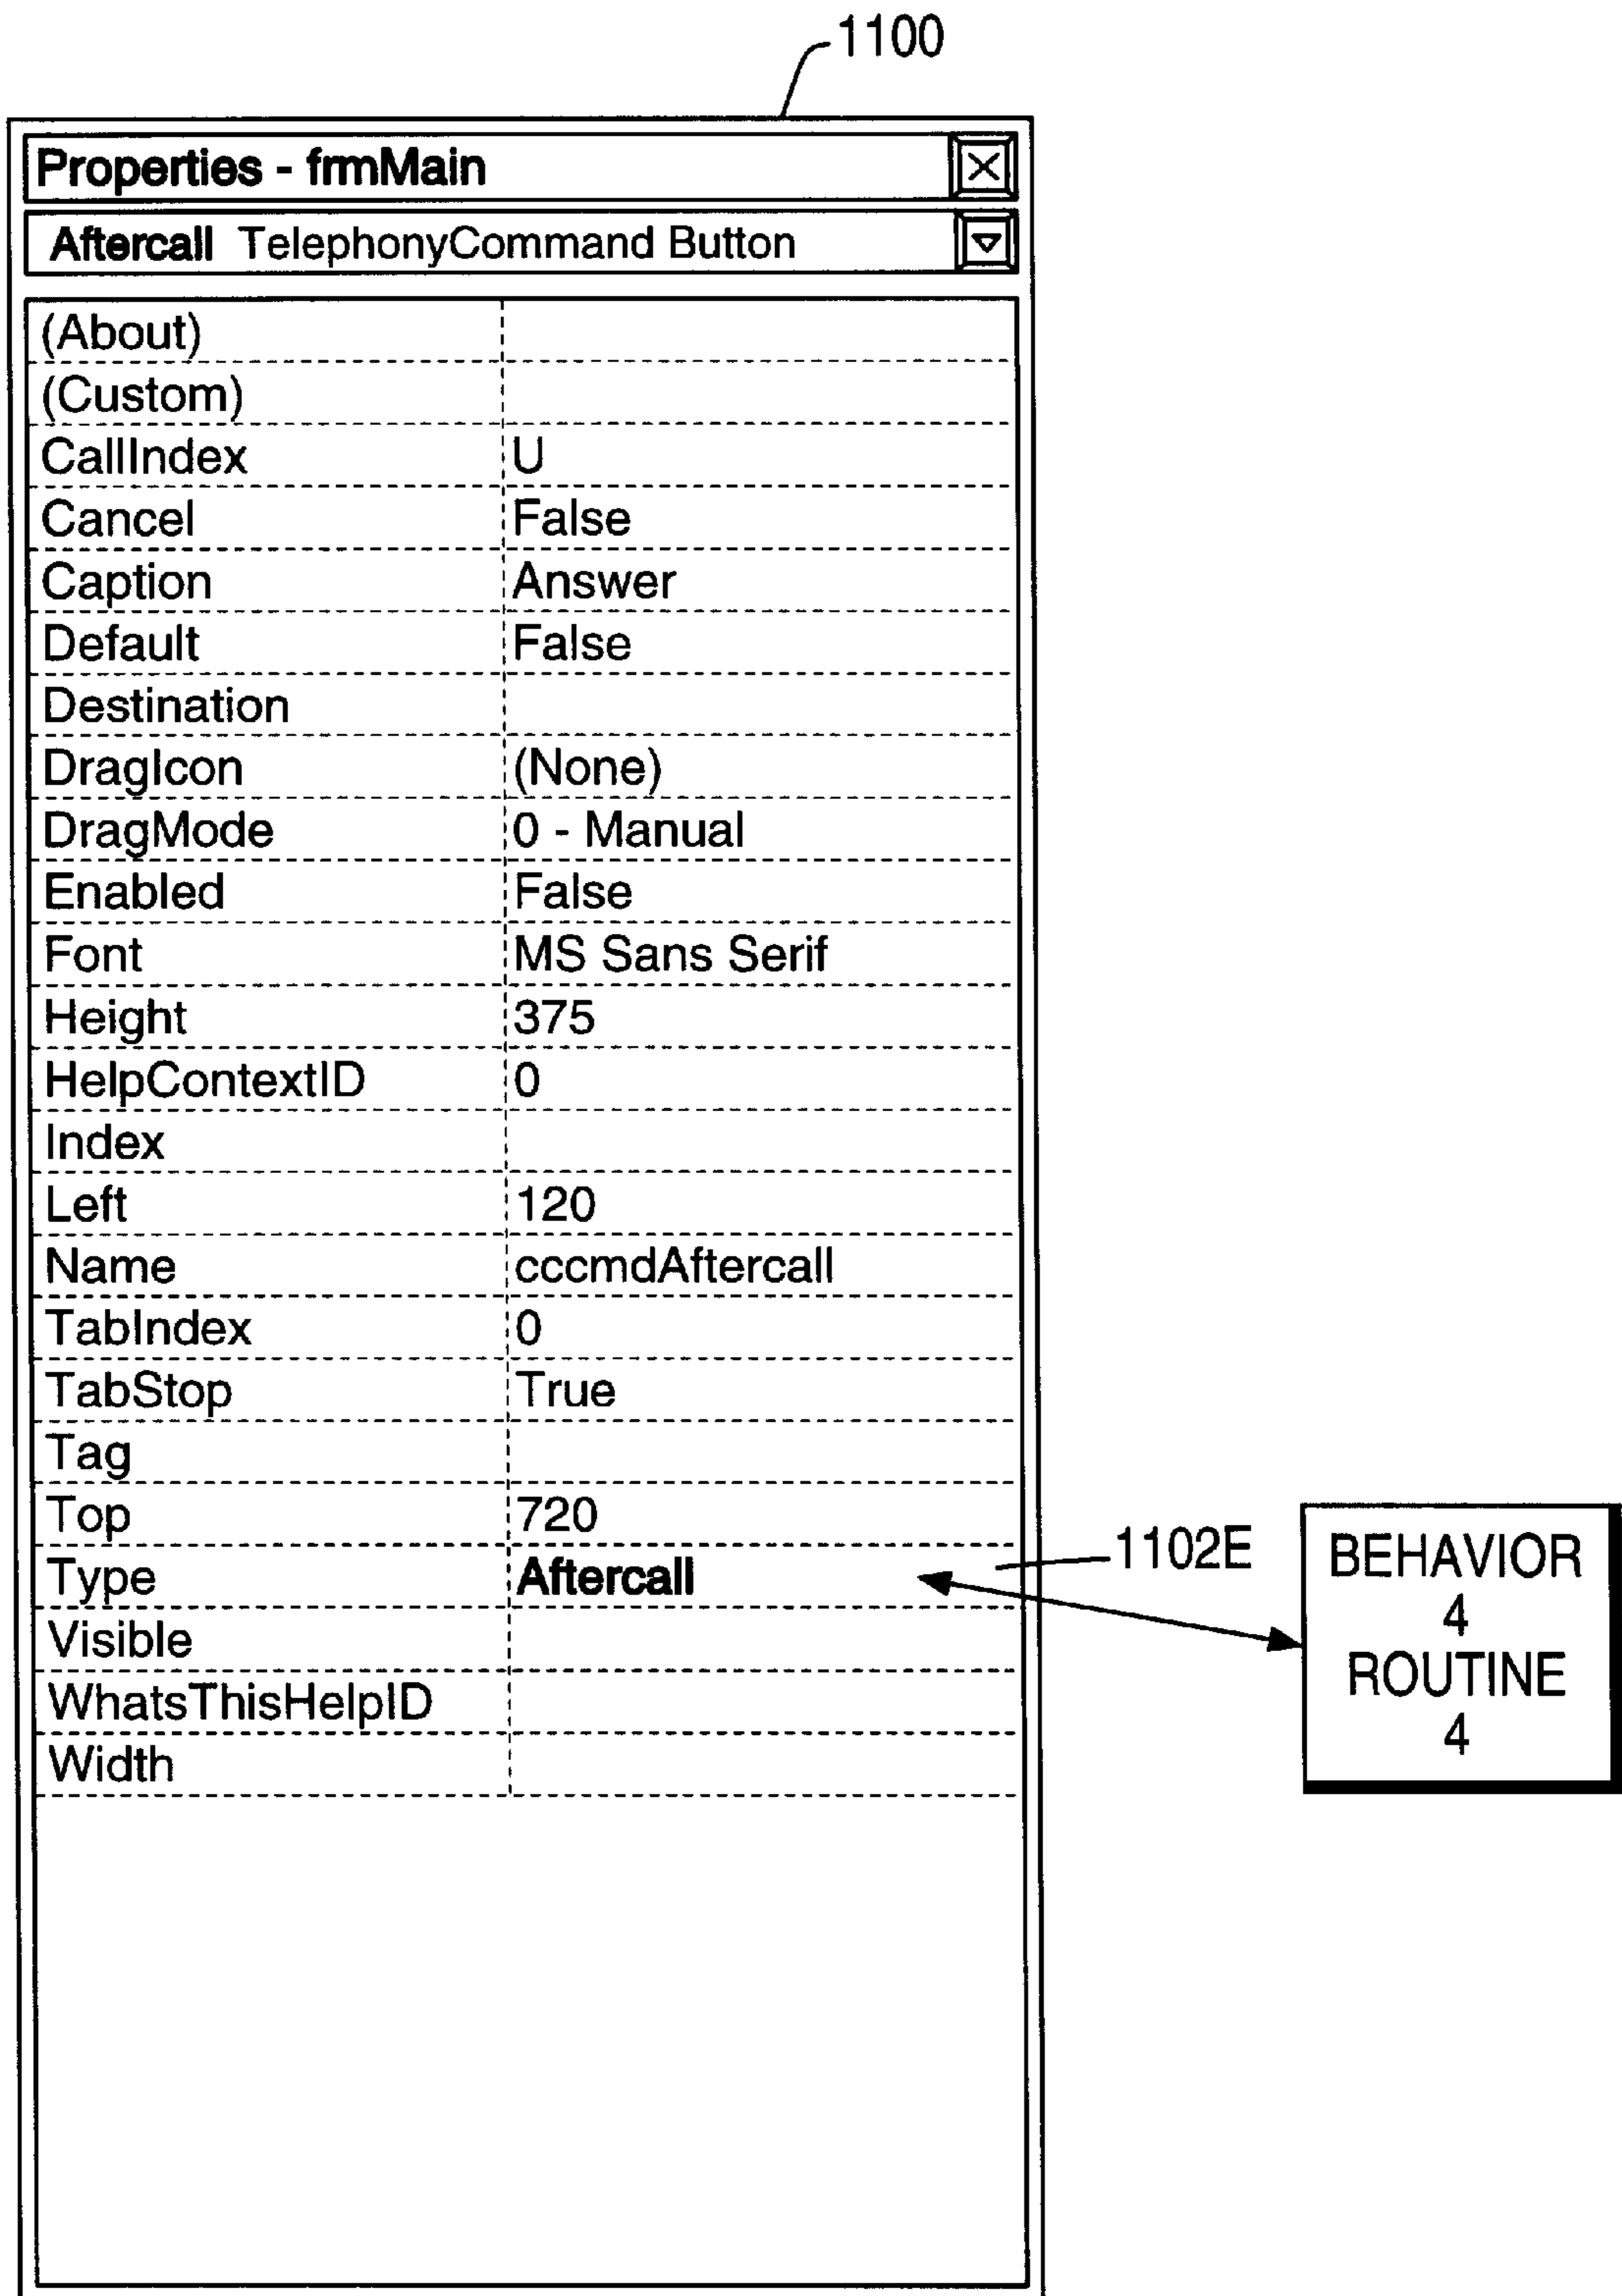 1100
Properties - frmMain
Aftercall TelephonyCommand Button
(About)
(Custom)
CallIndex U
Cancel False
Caption Answer
Default False
Destination
DragIcon (None)
DragMode 0 - Manual
Enabled False
Font MS Sans Serif
Height 375
HelpContextID 0
Index
Left 120
Name cccmdAftercall
TabIndex 0
TabStop True
Tag
Top 720
Type Aftercall
Visible
WhatsThisHelpID
Width
1102E
BEHAVIOR
4
ROUTINE
4